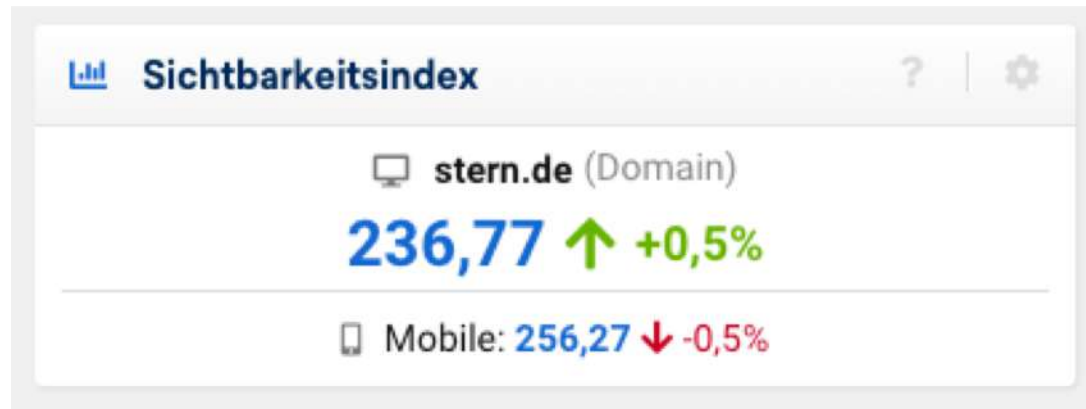 Sichtbarkeitsindex ?
stern.de (Domain)
236,77 ↑ +0,5%
Mobile: 256,27 ↓ -0,5%